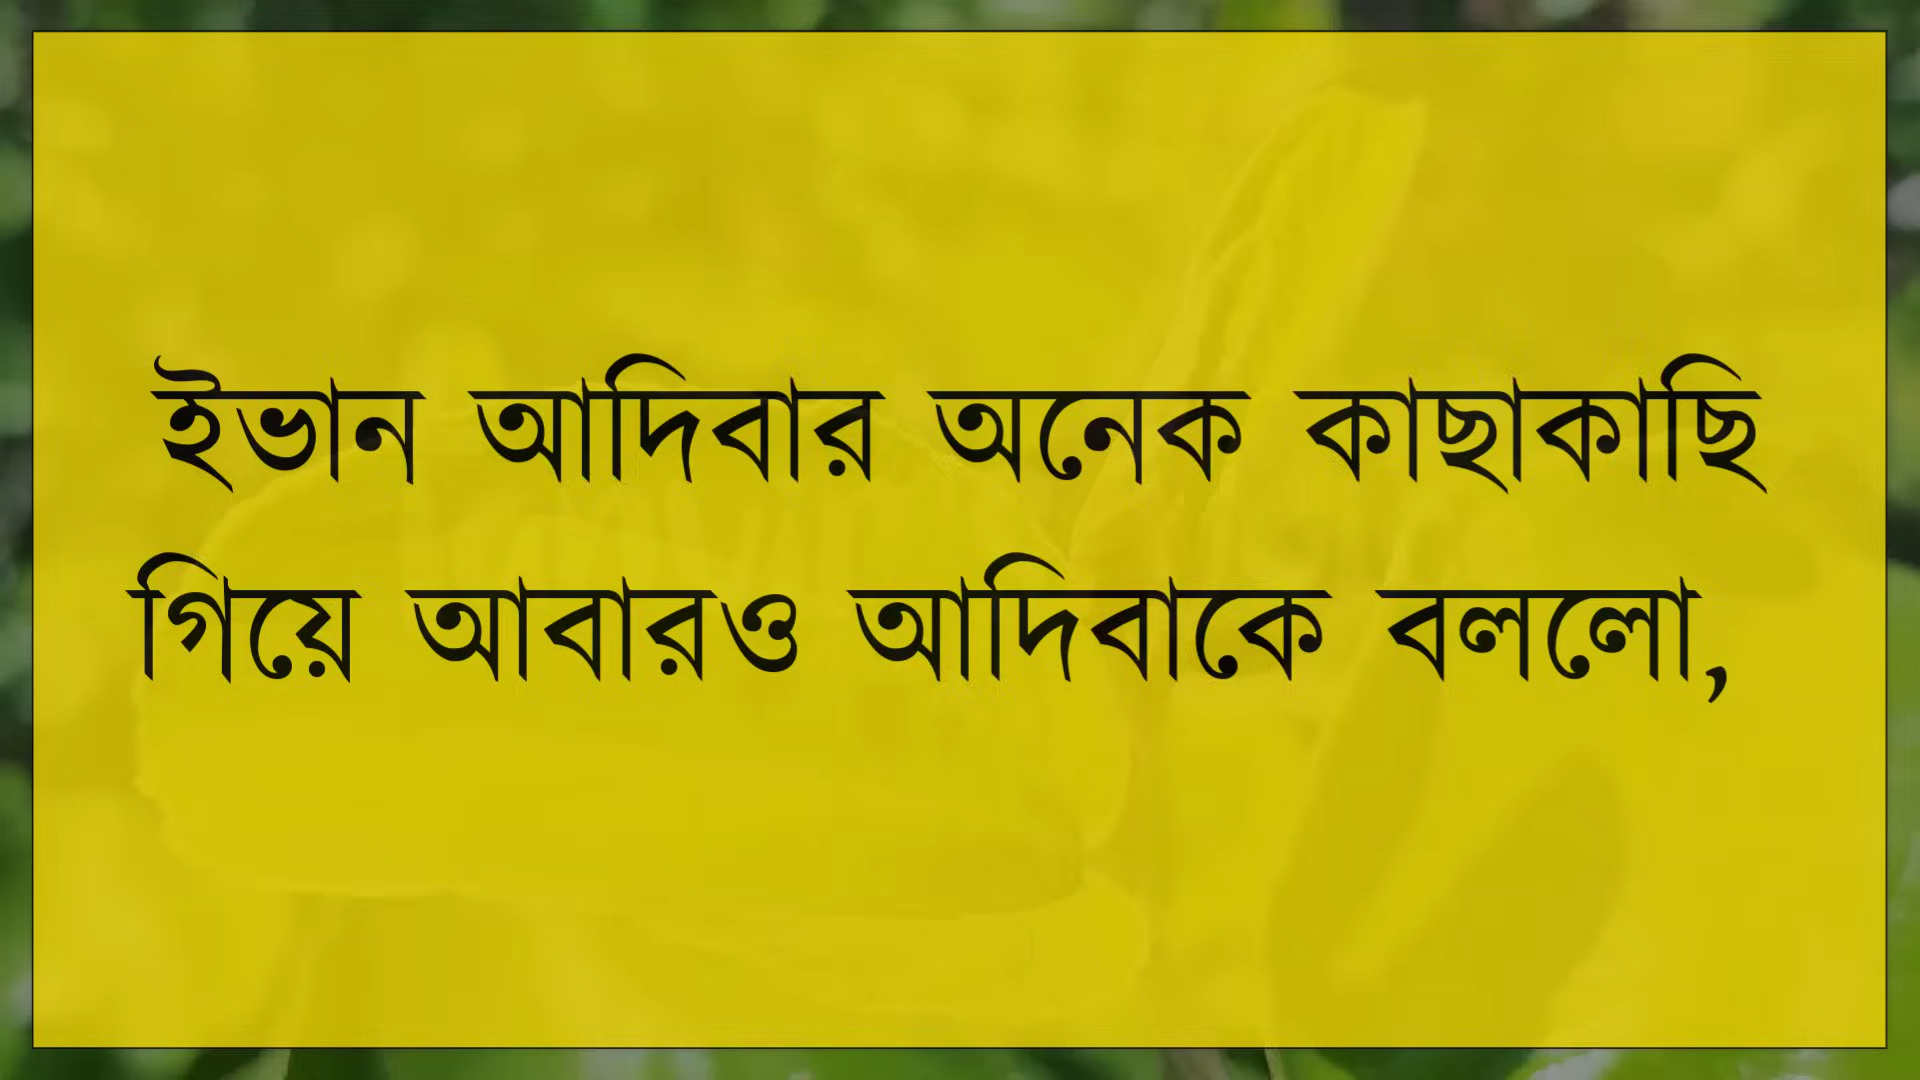 ইভান আদিবার অনেক কাছাকাছি
গিয়ে আবারও আদিবাকে বললো,